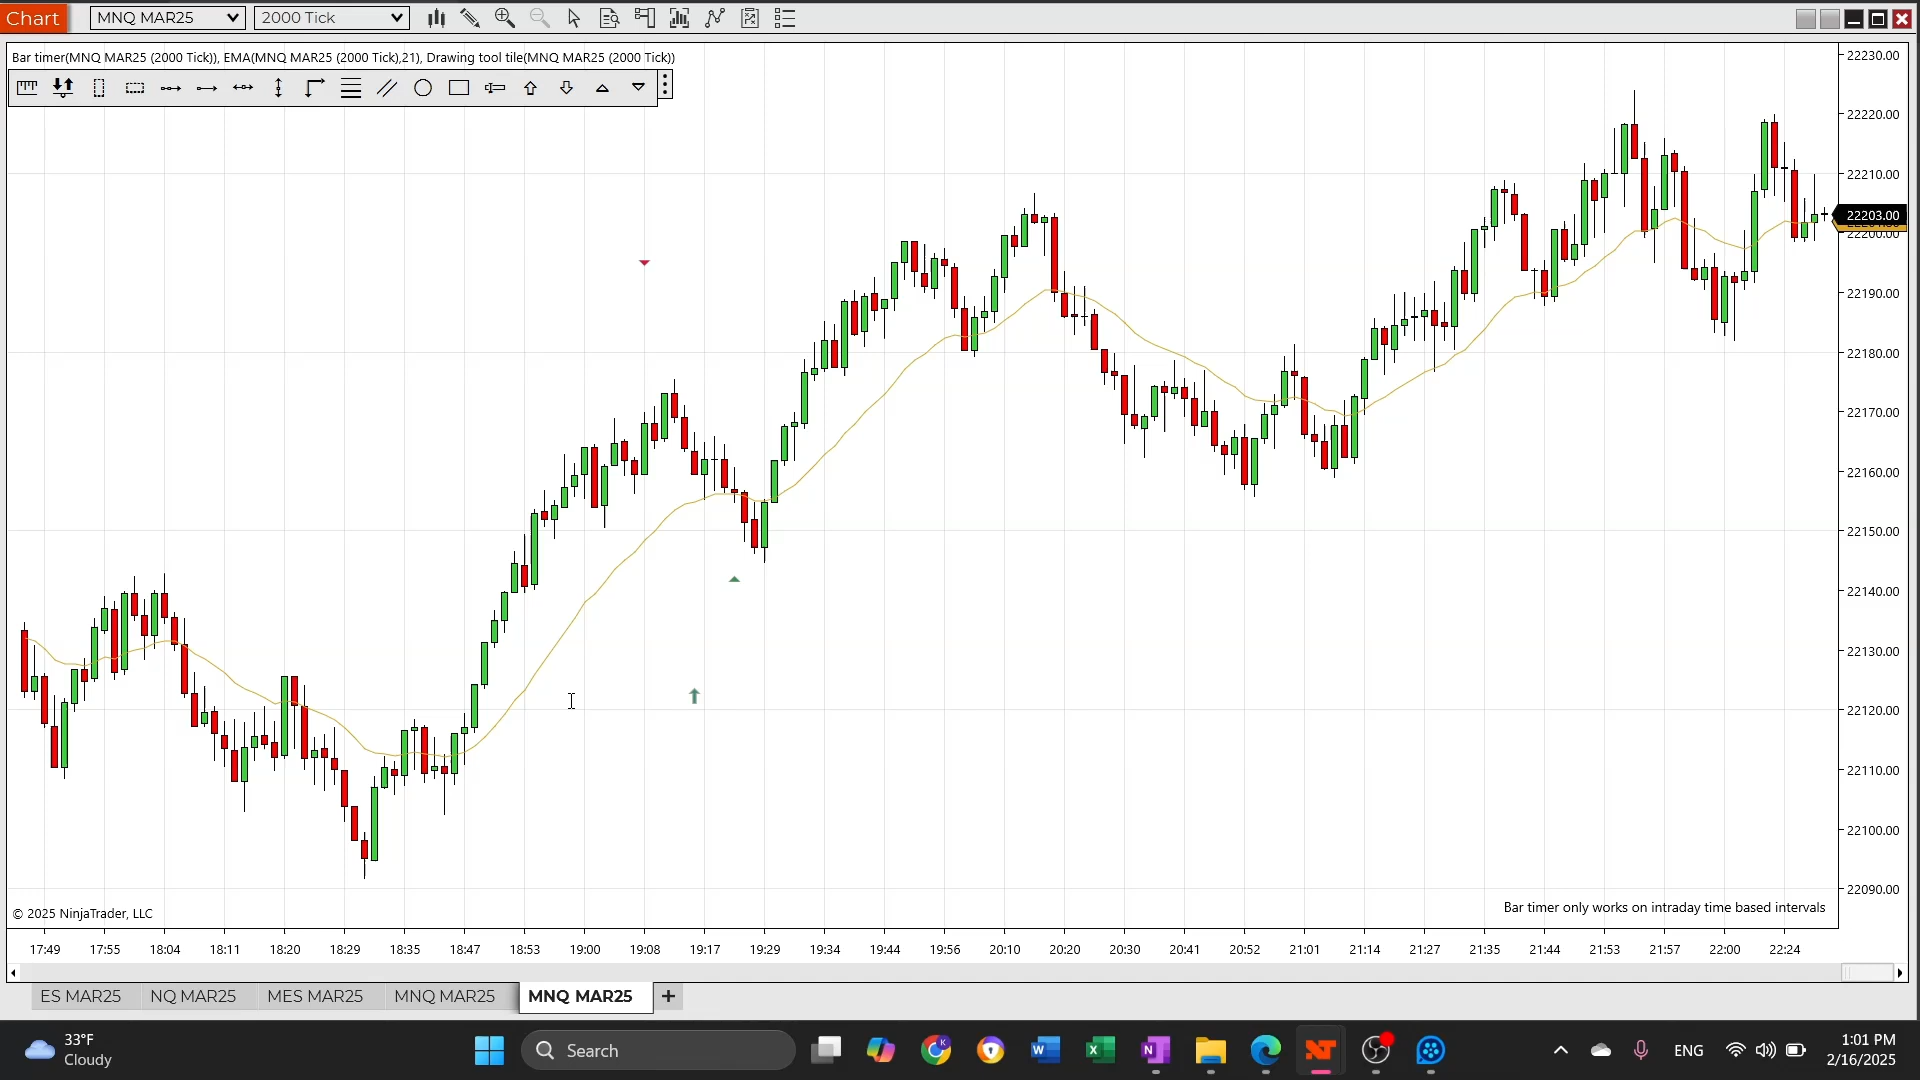 Chart MNQ MAR25 2000 Tick
Bar timer(MNQ MAR25 (2000 Tick)), EMA(MNQ MAR25 (2000 Tick),21), Drawing tool tile(MNQ MAR25 (2000 Tick))
22230.00
22220.00
22210.00
22203.00
22200.00
22190.00
22180.00
22170.00
22160.00
22150.00
22140.00
22130.00
22120.00
22110.00
22100.00
22090.00
© 2025 NinjaTrader, LLC
Bar timer only works on intraday time based intervals
17:49 17:55 18:04 18:11 18:20 18:29 18:35 18:47 18:53 19:00 19:08 19:17 19:29 19:34 19:44 19:56 20:10 20:20 20:30 20:41 20:52 21:01 21:14 21:27 21:35 21:44 21:53 21:57 22:00 22:24
ES MAR25 NQ MAR25 MES MAR25 MNQ MAR25 MNQ MAR25 +
33°F
Cloudy
Search
ENG
1:01 PM
2/16/2025